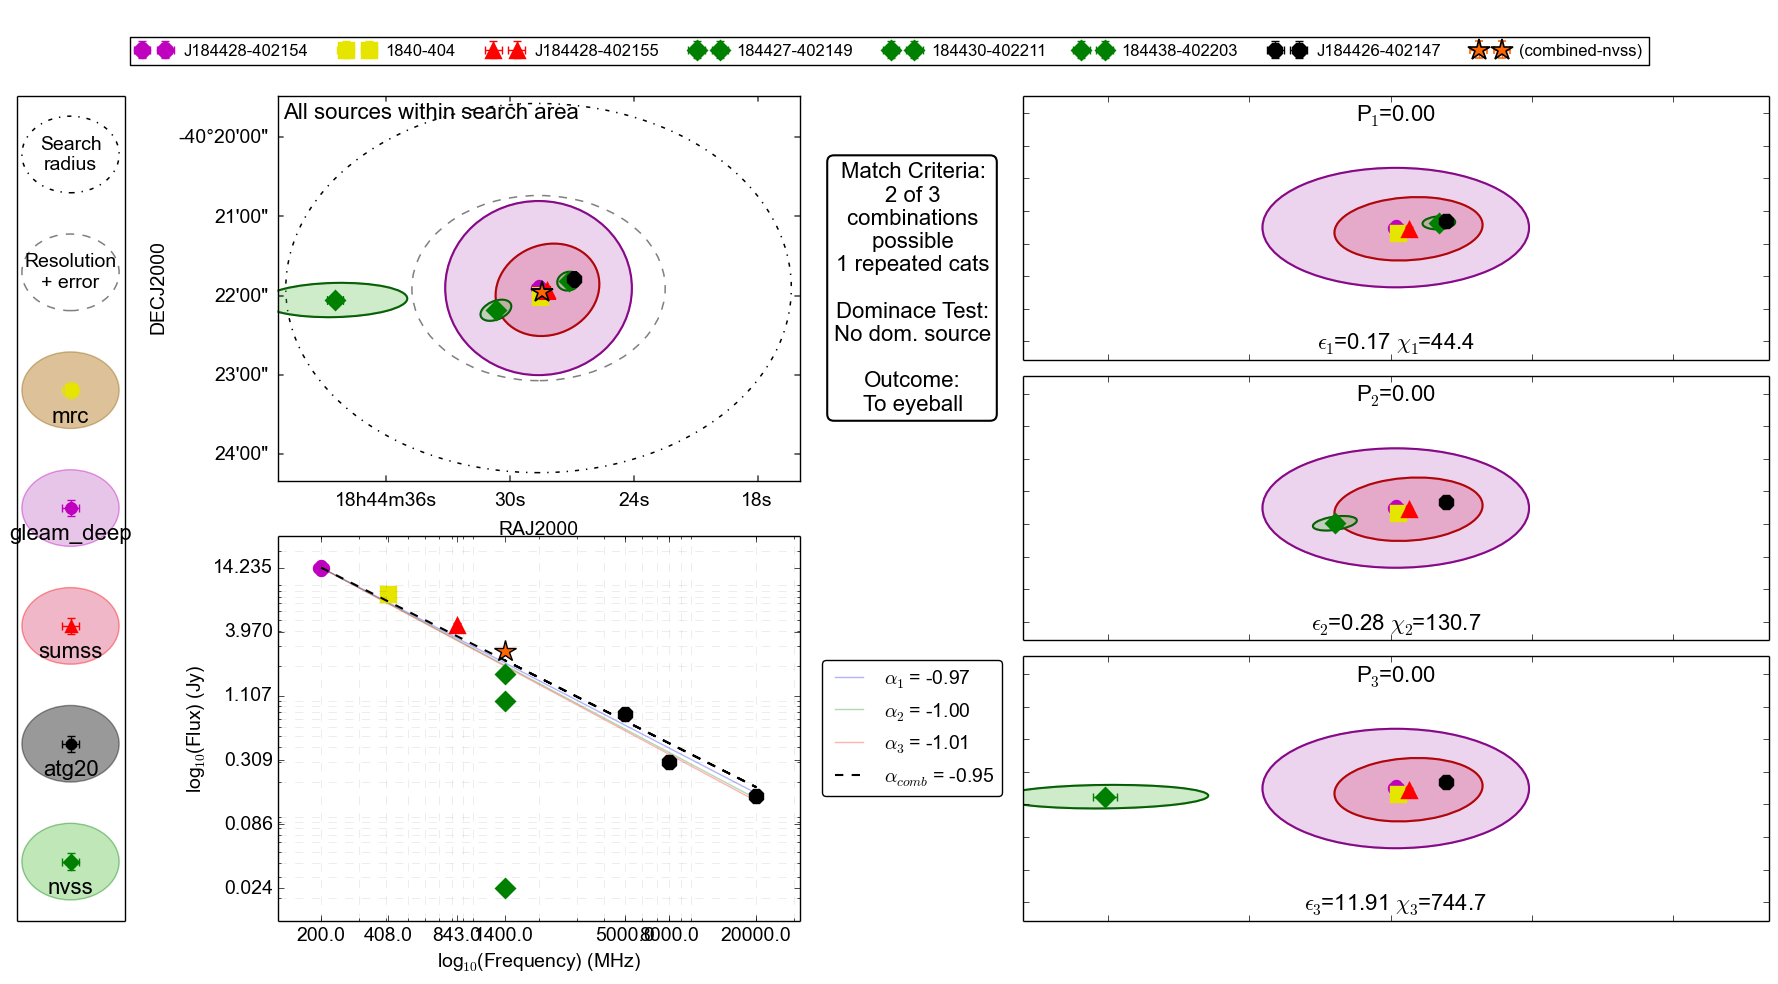 J184428-402154 1840-404 J184428-402155 184427-402149 184430-402211 184438-402203 J184426-402147 (combined-nvss)
Search
radius
Resolution
+ error
mrc
gleam_deep
sumss
atg20
nvss
All sources within search area
-40°20'00"
21'00"
22'00"
23'00"
24'00"
DECJ2000
18h44m36s 30s 24s 18s
RAJ2000
Match Criteria:
2 of 3
combinations
possible
1 repeated cats
Dominace Test:
No dom. source
Outcome:
To eyeball
14.235
3.970
1.107
0.309
0.086
0.024
log10(Flux) (Jy)
200.0 408.0 843.0 1400.0 5000.0 8000.0 20000.0
log10(Frequency) (MHz)
α1 = -0.97
α2 = -1.00
α3 = -1.01
αcomb = -0.95
P1=0.00
ϵ1=0.17 χ1=44.4
P2=0.00
ϵ2=0.28 χ2=130.7
P3=0.00
ϵ3=11.91 χ3=744.7